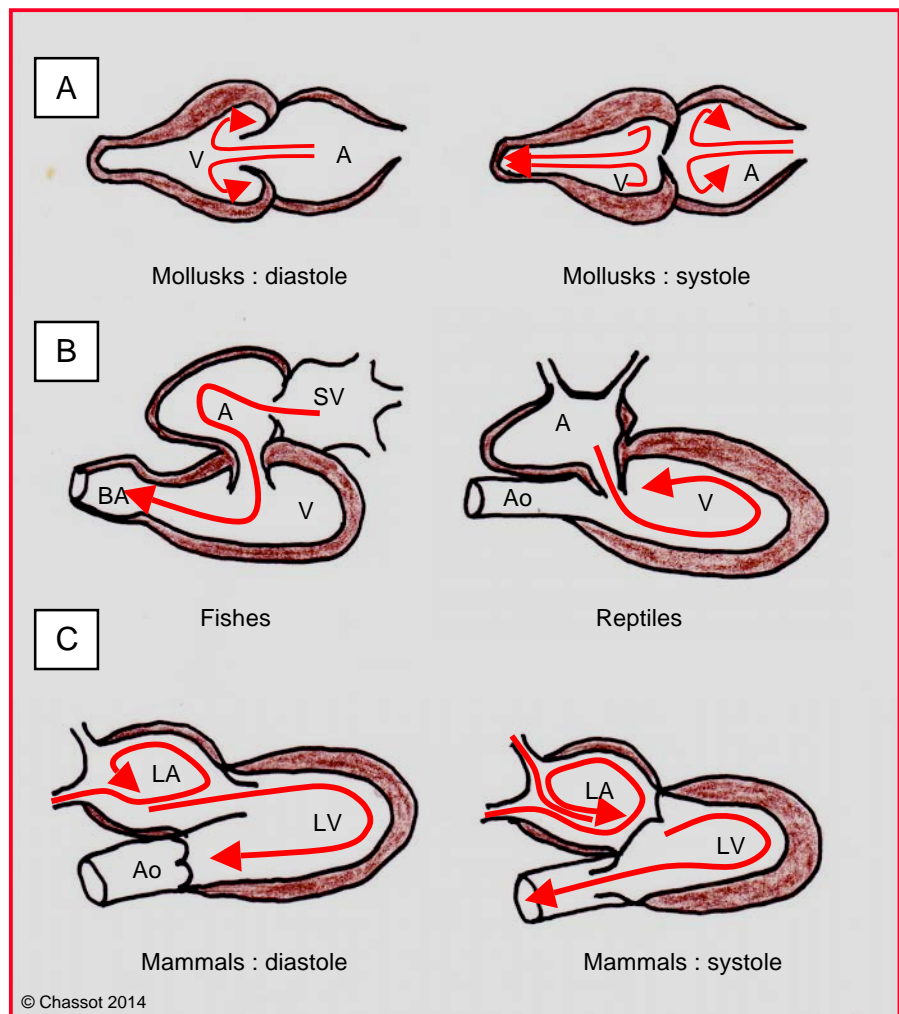 A
V
A
V
A
Mollusks : diastole
Mollusks : systole
B
A
SV
BA
V
Fishes
A
Ao
V
Reptiles
C
LA
LV
Ao
Mammals : diastole
LA
LV
Mammals : systole
© Chassot 2014